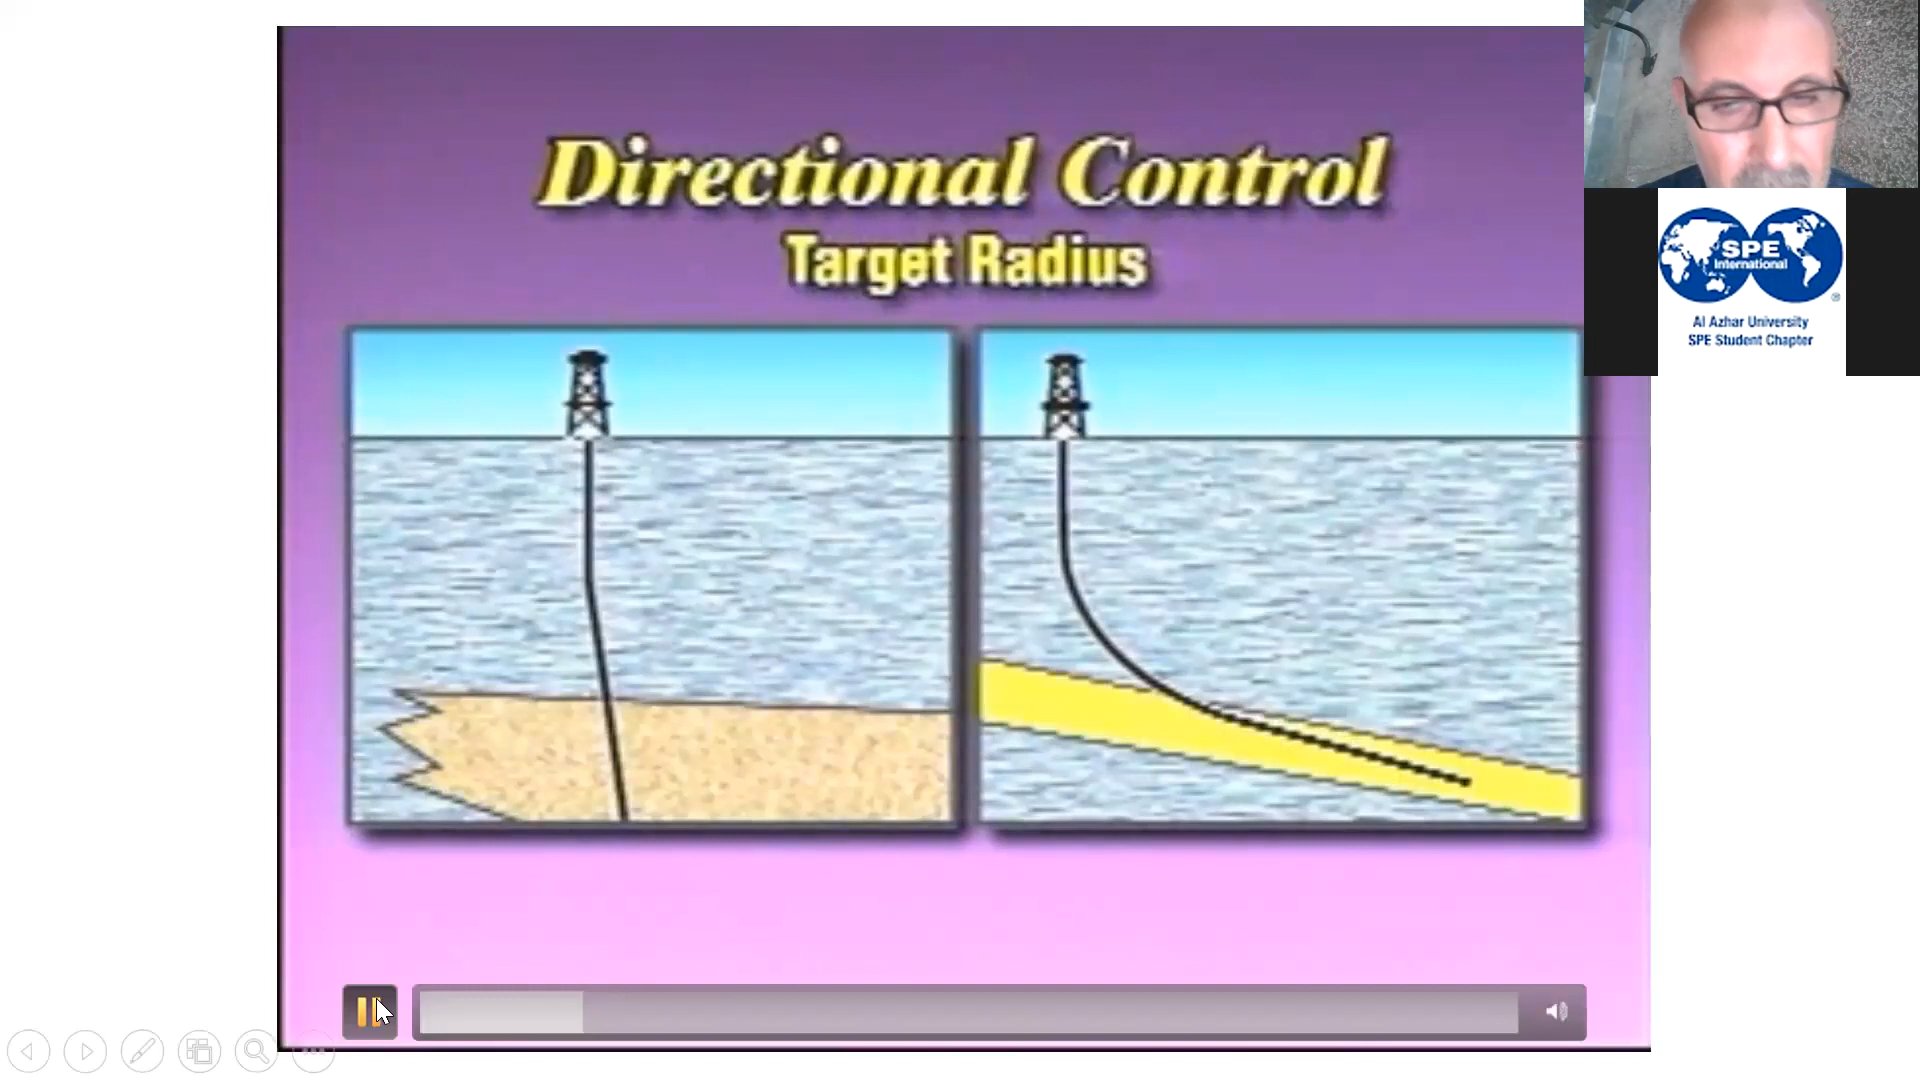 Directional Control
Target Radius
SPE
International
®
Al Azhar University
SPE Student Chapter